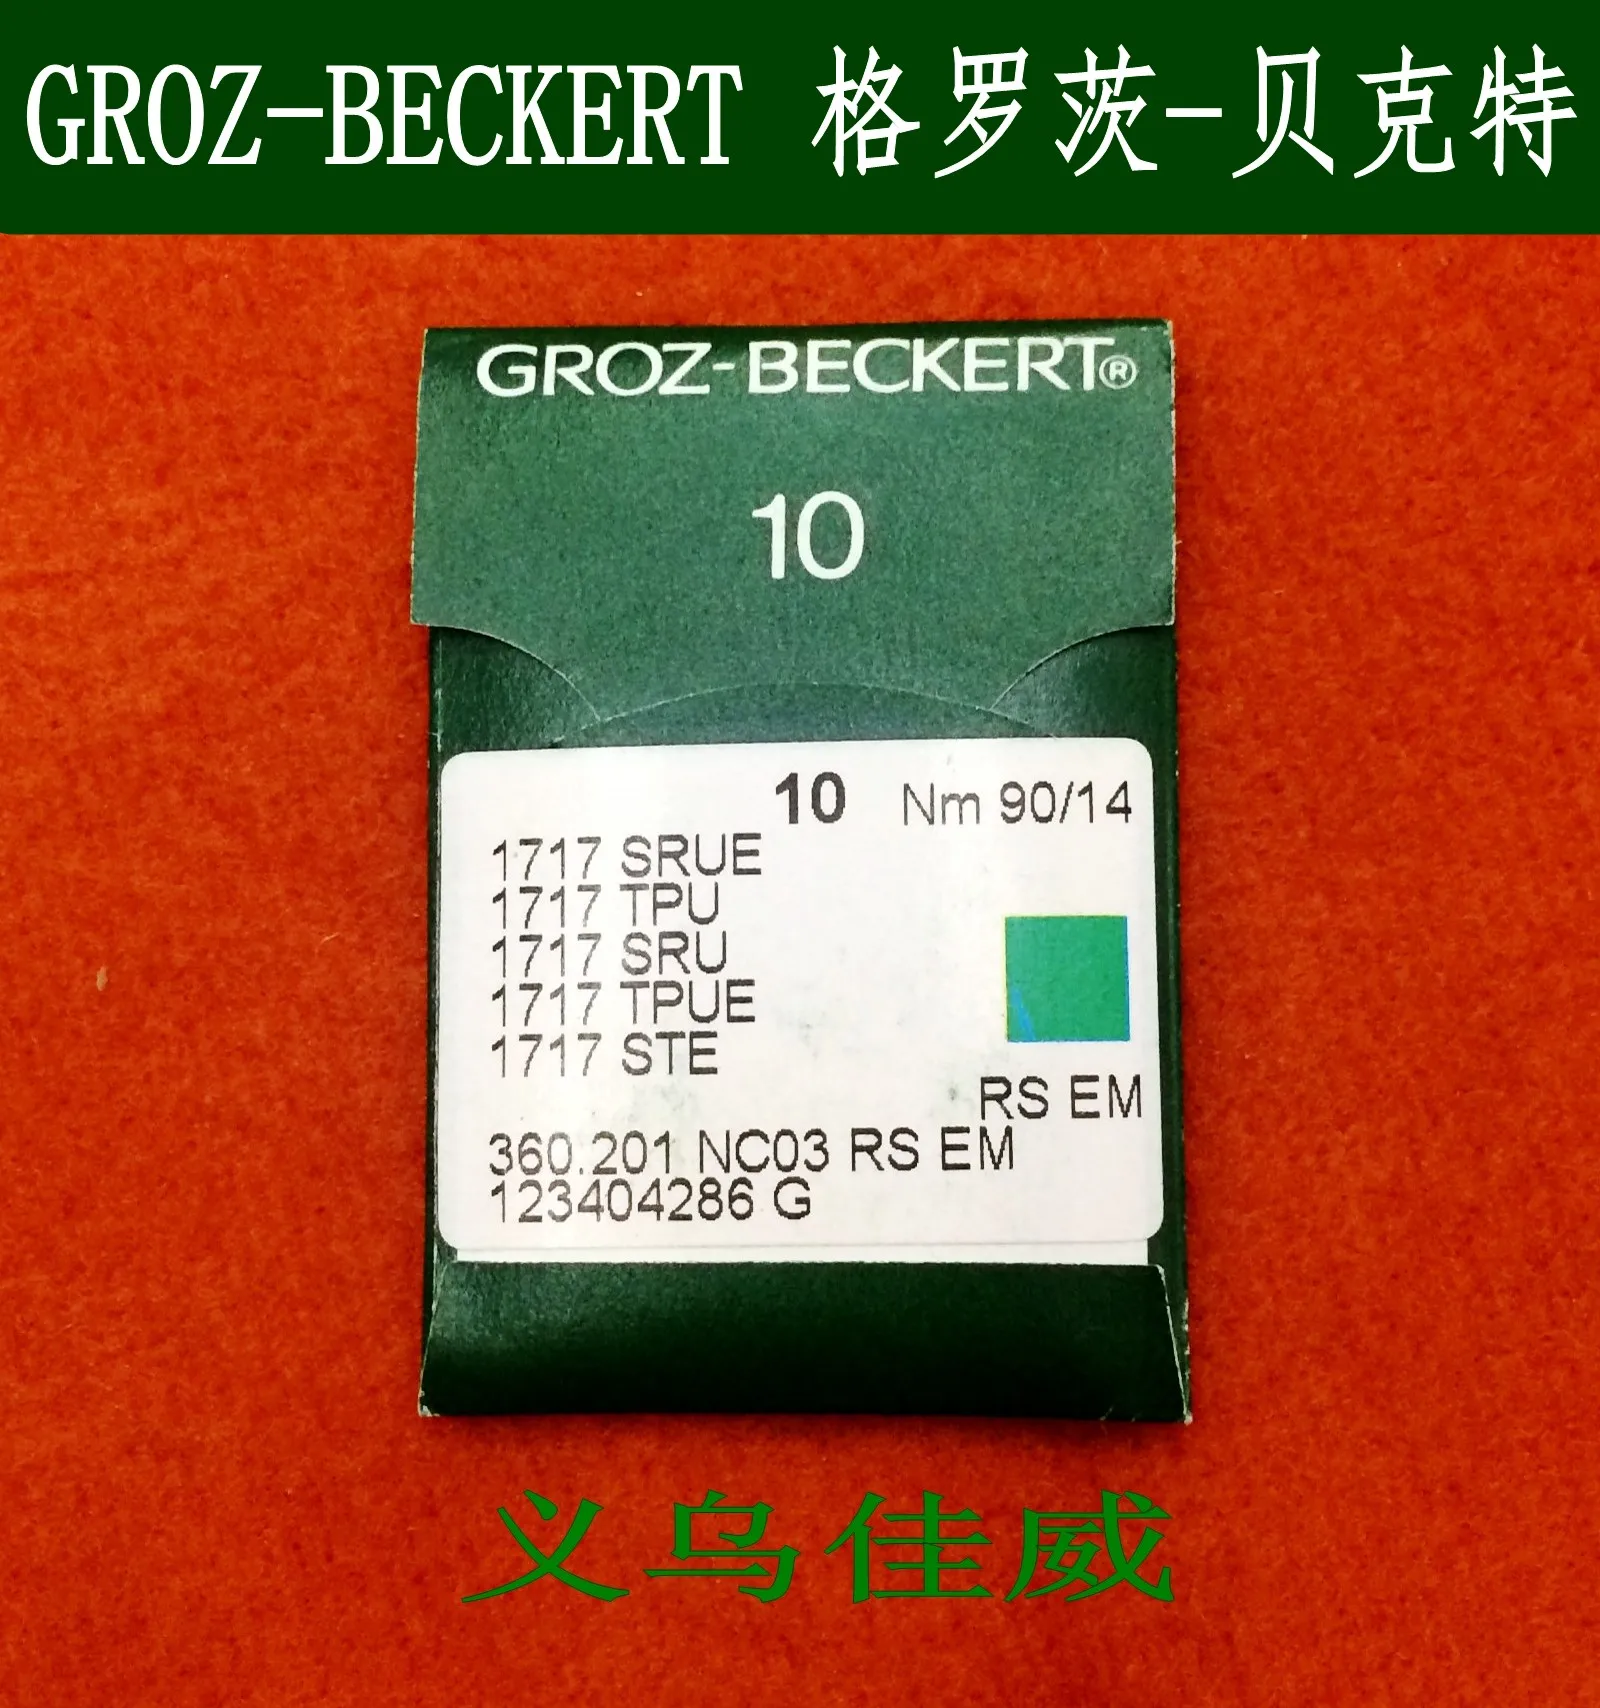 GROZ-BECKERT 格罗茨-贝克特
GROZ-BECKERT®
10
10 Nm 90/14
1717 SRUE
1717 TPU
1717 SRU
1717 TPUE
1717 STE
RS EM
360.201 NC03 RS EM
123404286 G
义乌佳威